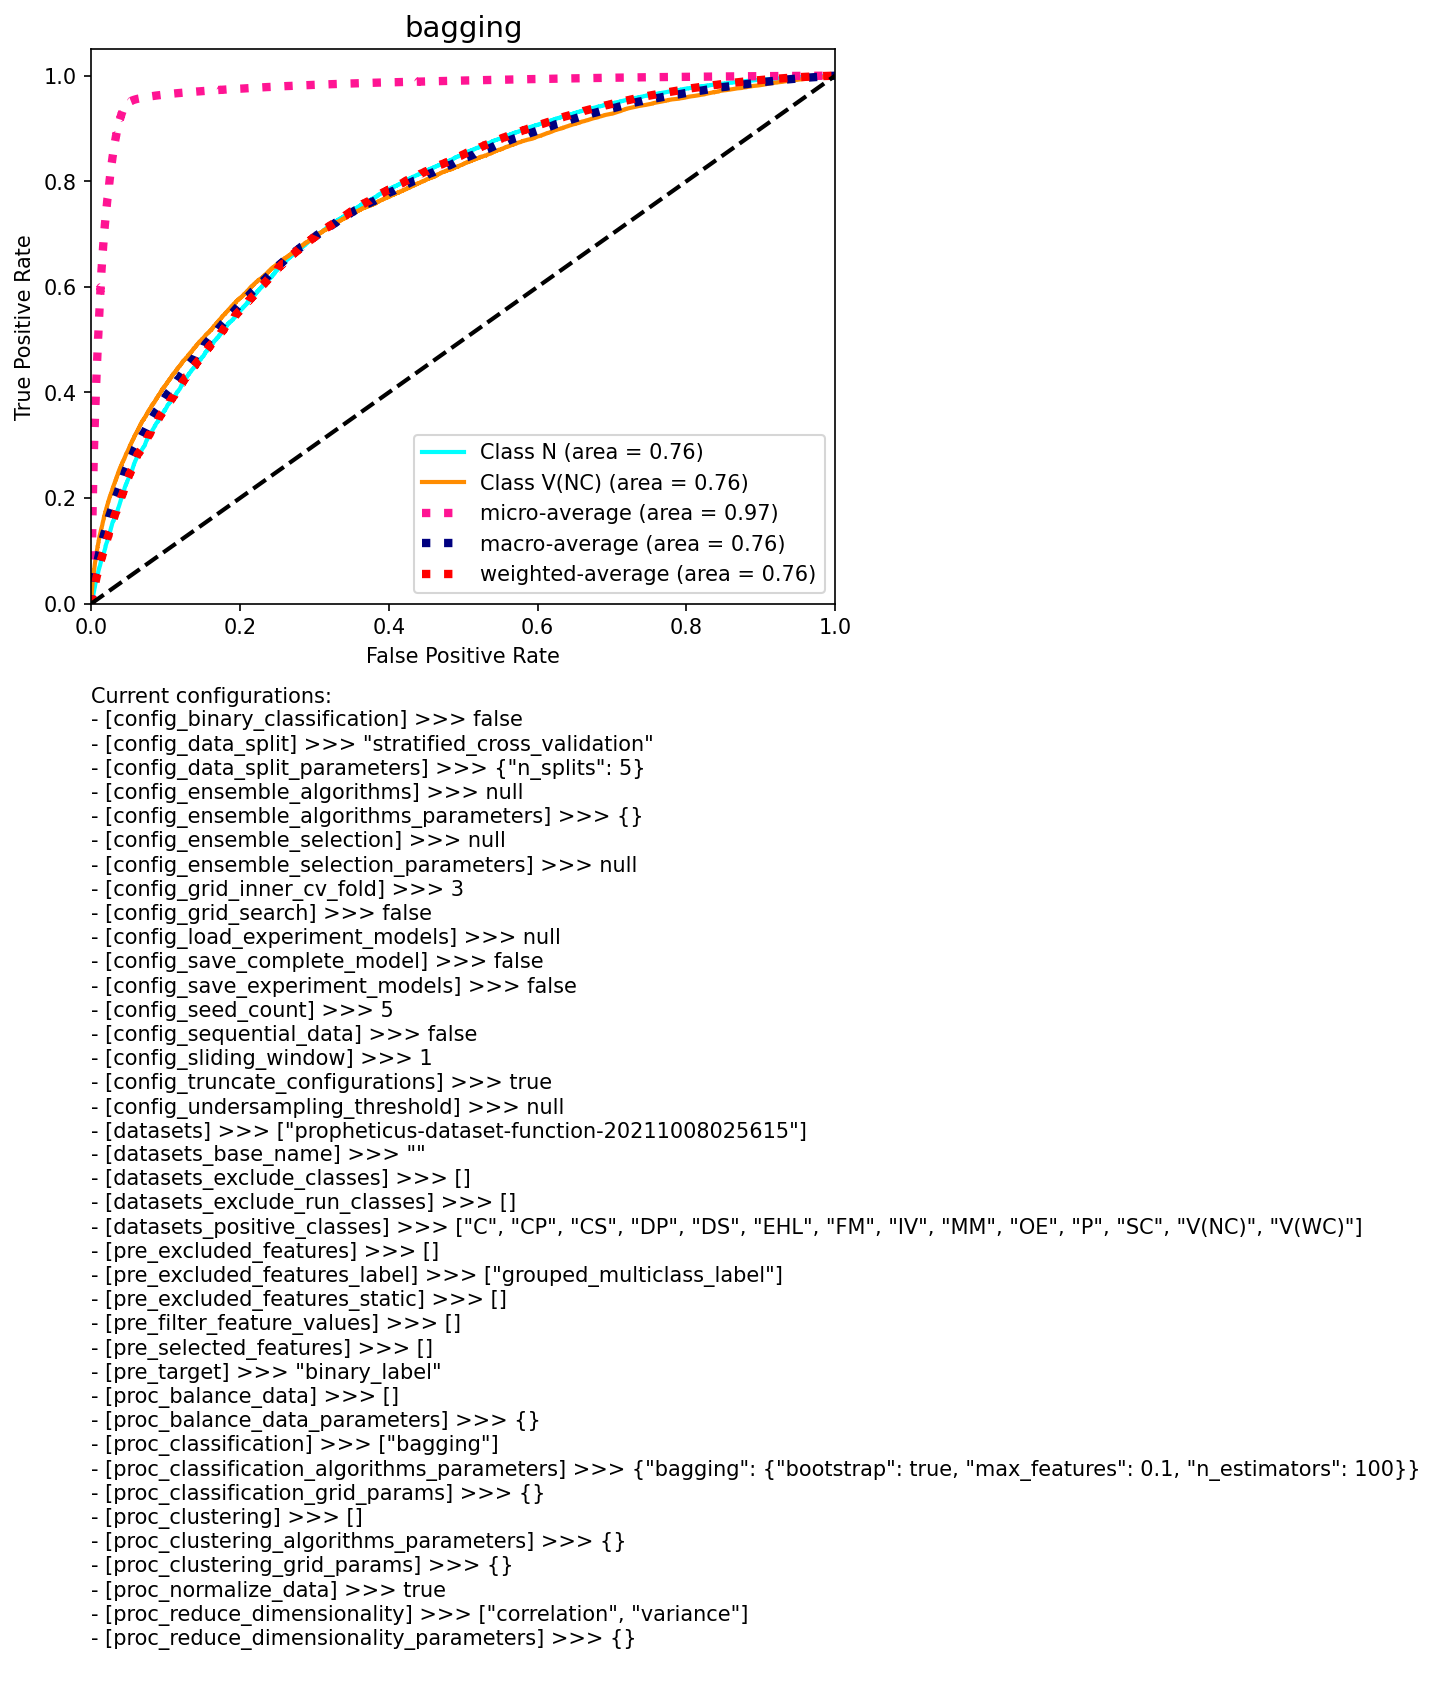 bagging
True Positive Rate
1.0
0.8
0.6
0.4
0.2
0.0
0.0 0.2 0.4 0.6 0.8 1.0
False Positive Rate
Class N (area = 0.76)
Class V(NC) (area = 0.76)
micro-average (area = 0.97)
macro-average (area = 0.76)
weighted-average (area = 0.76)
Current configurations:
- [config_binary_classification] >>> false
- [config_data_split] >>> "stratified_cross_validation"
- [config_data_split_parameters] >>> {"n_splits": 5}
- [config_ensemble_algorithms] >>> null
- [config_ensemble_algorithms_parameters] >>> {}
- [config_ensemble_selection] >>> null
- [config_ensemble_selection_parameters] >>> null
- [config_grid_inner_cv_fold] >>> 3
- [config_grid_search] >>> false
- [config_load_experiment_models] >>> null
- [config_save_complete_model] >>> false
- [config_save_experiment_models] >>> false
- [config_seed_count] >>> 5
- [config_sequential_data] >>> false
- [config_sliding_window] >>> 1
- [config_truncate_configurations] >>> true
- [config_undersampling_threshold] >>> null
- [datasets] >>> ["propheticus-dataset-function-20211008025615"]
- [datasets_base_name] >>> ""
- [datasets_exclude_classes] >>> []
- [datasets_exclude_run_classes] >>> []
- [datasets_positive_classes] >>> ["C", "CP", "CS", "DP", "DS", "EHL", "FM", "IV", "MM", "OE", "P", "SC", "V(NC)", "V(WC)"]
- [pre_excluded_features] >>> []
- [pre_excluded_features_label] >>> ["grouped_multiclass_label"]
- [pre_excluded_features_static] >>> []
- [pre_filter_feature_values] >>> []
- [pre_selected_features] >>> []
- [pre_target] >>> "binary_label"
- [proc_balance_data] >>> []
- [proc_balance_data_parameters] >>> {}
- [proc_classification] >>> ["bagging"]
- [proc_classification_algorithms_parameters] >>> {"bagging": {"bootstrap": true, "max_features": 0.1, "n_estimators": 100}}
- [proc_classification_grid_params] >>> {}
- [proc_clustering] >>> []
- [proc_clustering_algorithms_parameters] >>> {}
- [proc_clustering_grid_params] >>> {}
- [proc_normalize_data] >>> true
- [proc_reduce_dimensionality] >>> ["correlation", "variance"]
- [proc_reduce_dimensionality_parameters] >>> {}